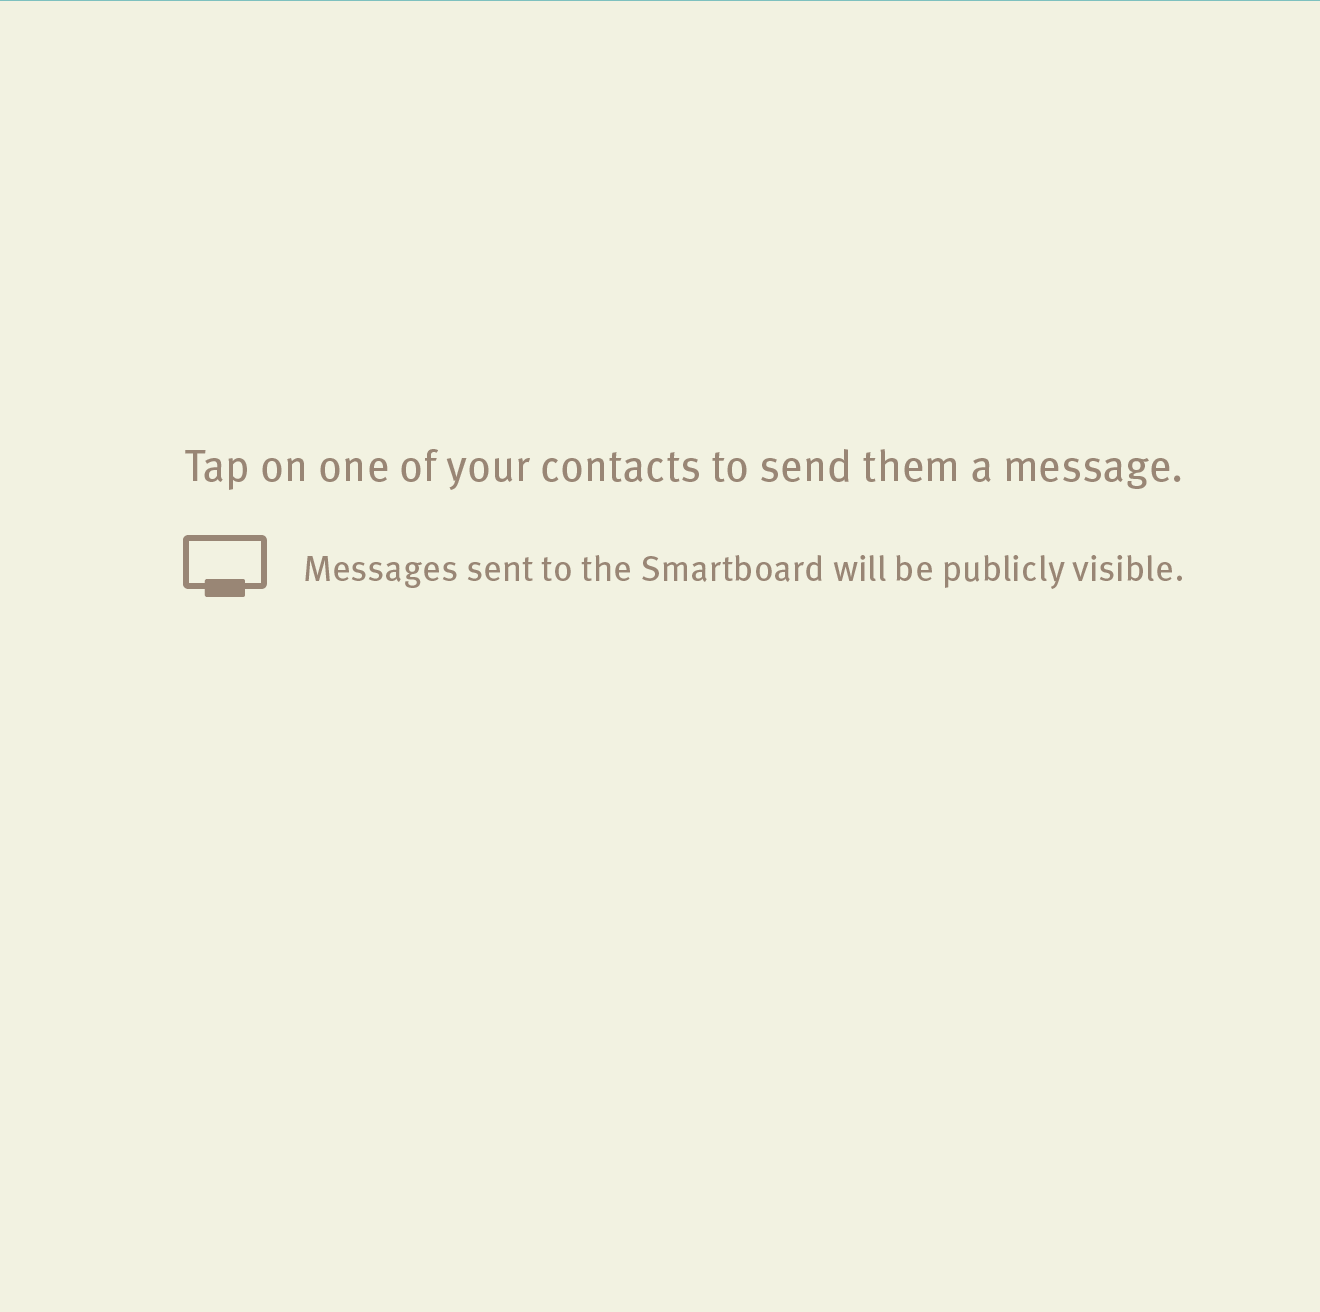 Tap on one of your contacts to send them a message.
Messages sent to the Smartboard will be publicly visible.